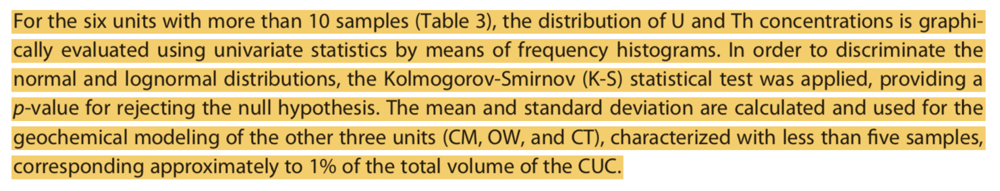 For the six units with more than 10 samples (Table 3), the distribution of U and Th concentrations is graphi-
cally evaluated using univariate statistics by means of frequency histograms. In order to discriminate the
normal and lognormal distributions, the Kolmogorov-Smirnov (K-S) statistical test was applied, providing a
p-value for rejecting the null hypothesis. The mean and standard deviation are calculated and used for the
geochemical modeling of the other three units (CM, OW, and CT), characterized with less than five samples,
corresponding approximately to 1% of the total volume of the CUC.